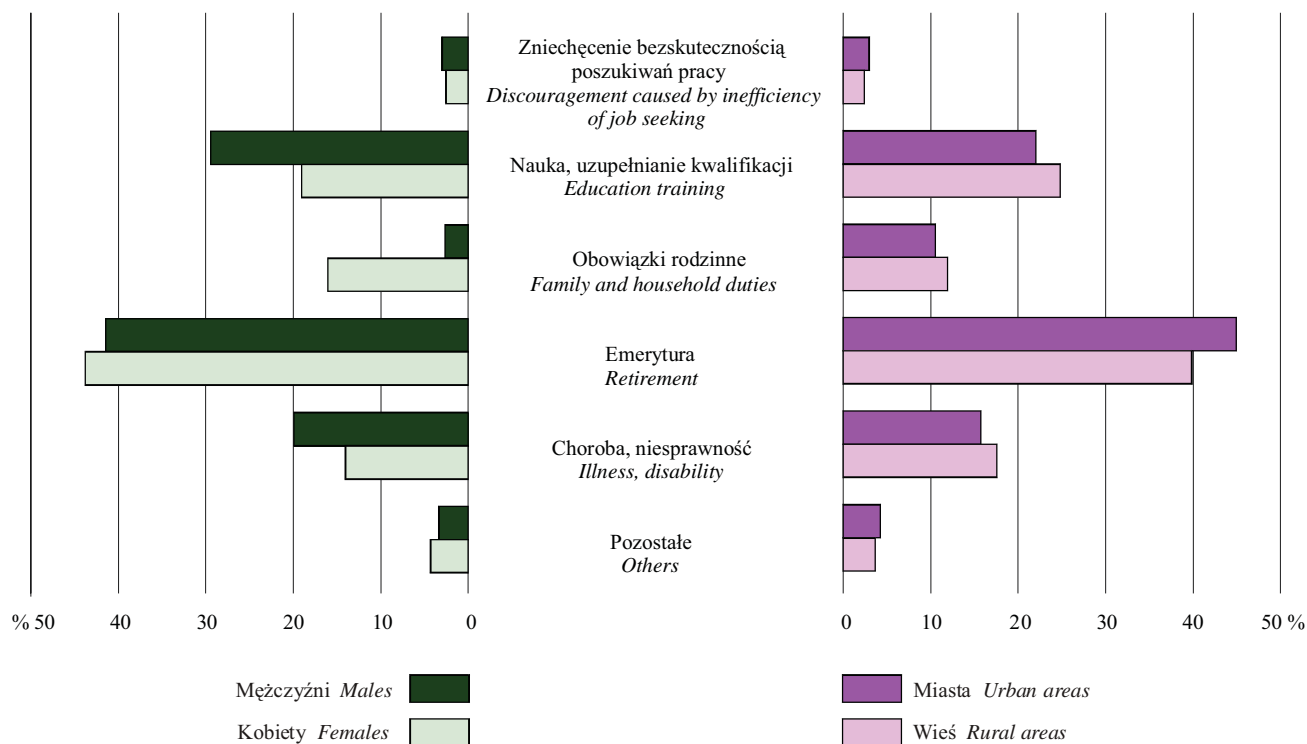 Zniechęcenie bezskutecznością
poszukiwań pracy
Discouragement caused by inefficiency
of job seeking
Nauka, uzupełnianie kwalifikacji
Education training
Obowiązki rodzinne
Family and household duties
Emerytura
Retirement
Choroba, niesprawność
Illness, disability
Pozostałe
Others
% 50 40 30 20 10 0
0 10 20 30 40 50 %
Mężczyźni Males
Kobiety Females
Miasta Urban areas
Wieś Rural areas